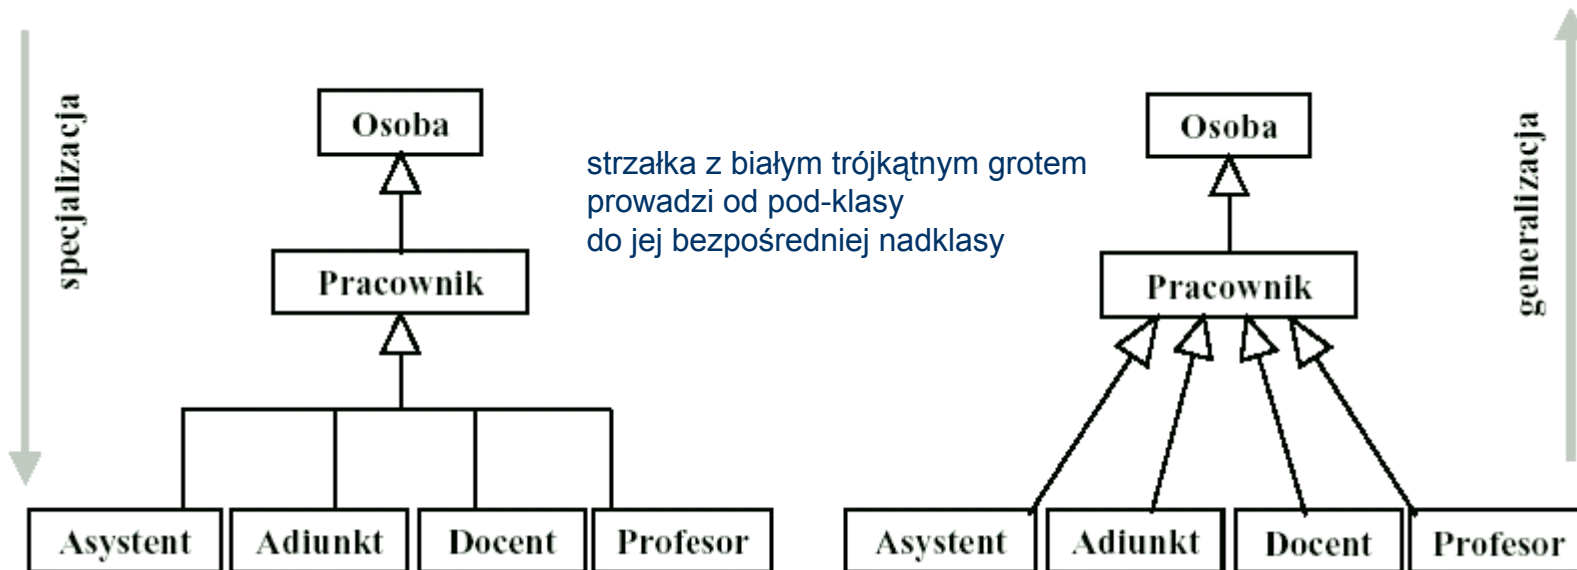 specjalizacja
Osoba
Pracownik
Asystent
Adiunkt
Docent
Profesor
strzałka z białym trójkątnym grotem
prowadzi od pod-klasy
do jej bezpośredniej nadklasy
Osoba
Pracownik
Asystent
Adiunkt
Docent
Profesor
generalizacja